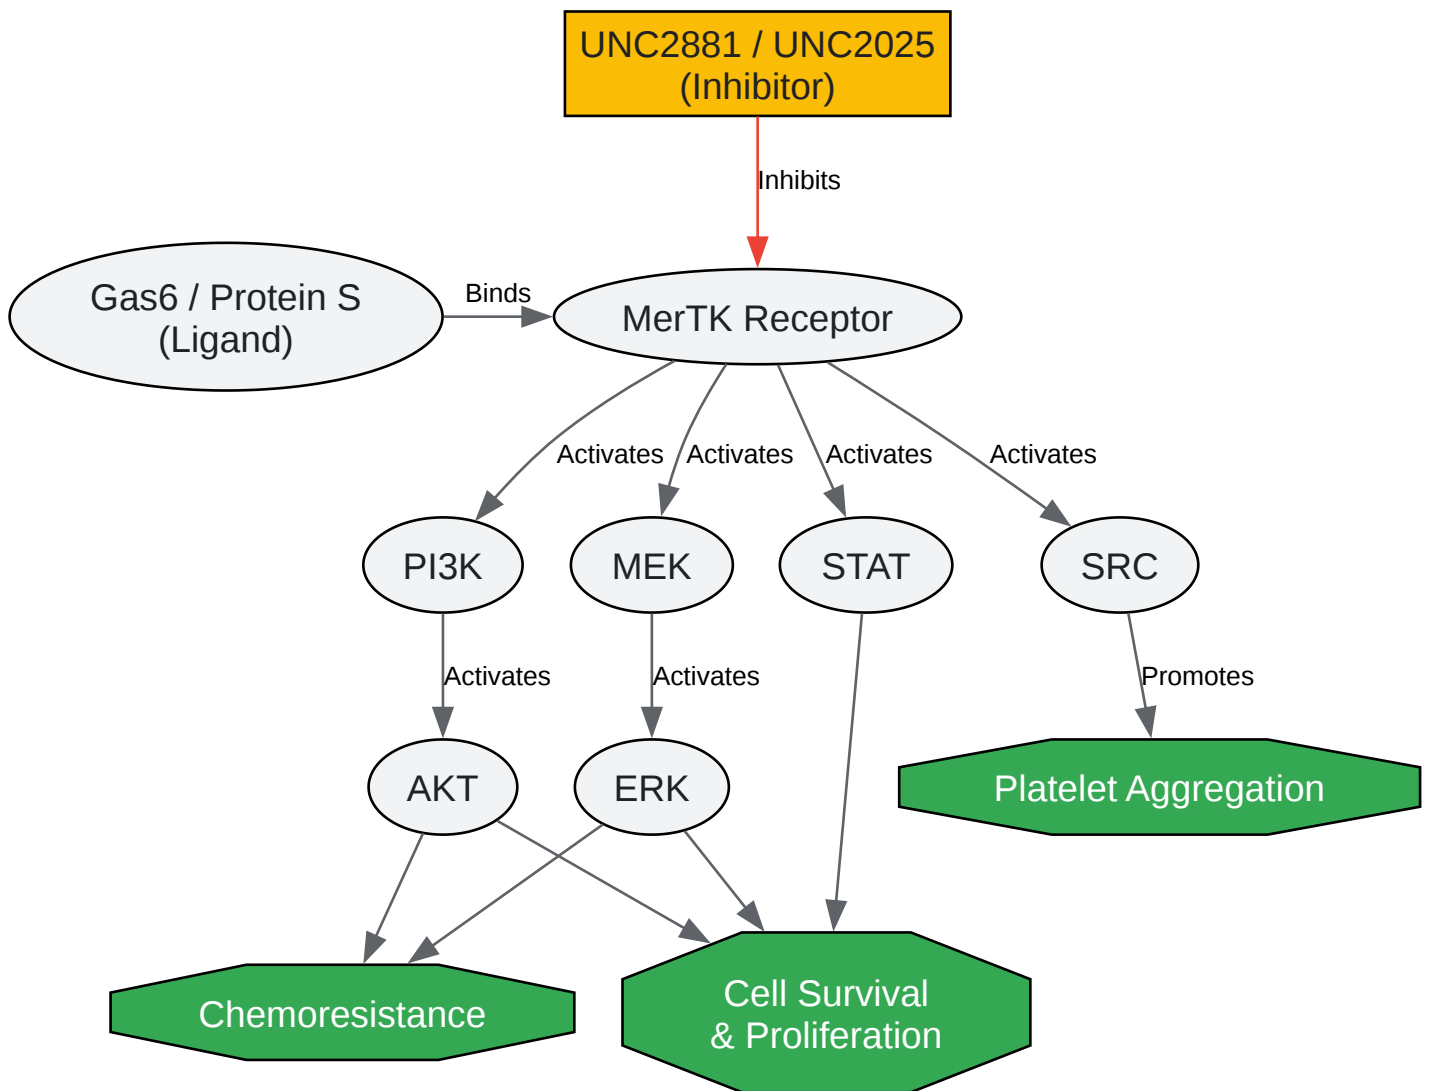 UNC2881 / UNC2025
(Inhibitor)
Inhibits
Gas6 / Protein S
(Ligand)
Binds
MerTK Receptor
Activates
Activates
Activates
Activates
PI3K
MEK
STAT
SRC
Activates
Activates
Promotes
AKT
ERK
Platelet Aggregation
Chemoresistance
Cell Survival
& Proliferation